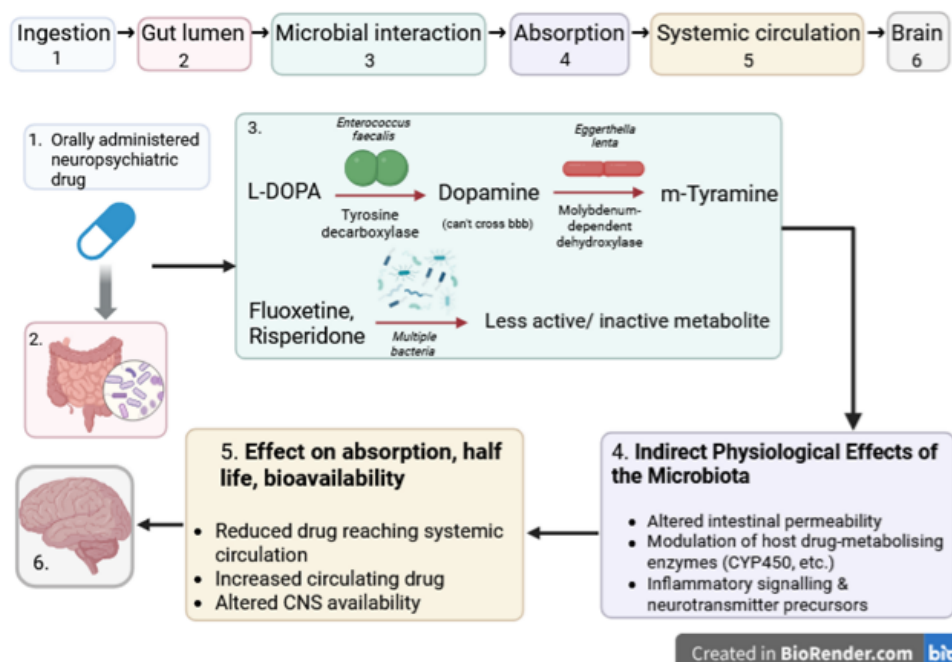 Ingestion → Gut lumen → Microbial interaction → Absorption → Systemic circulation → Brain
1 2 3 4 5 6
1. Orally administered
neuropsychiatric
drug
2.
3.
Enterococcus
faecalis
Eggerthella
lenta
L-DOPA
Dopamine
m-Tyramine
Tyrosine
decarboxylase
(can't cross bbb)
Molybdenum-
dependent
dehydroxylase
Fluoxetine,
Risperidone
Less active/ inactive metabolite
Multiple
bacteria
4. Indirect Physiological Effects of
the Microbiota
• Altered intestinal permeability
• Modulation of host drug-metabolising
enzymes (CYP450, etc.)
• Inflammatory signalling &
neurotransmitter precursors
5. Effect on absorption, half
life, bioavailability
• Reduced drug reaching systemic
circulation
• Increased circulating drug
• Altered CNS availability
6.
Created in BioRender.com